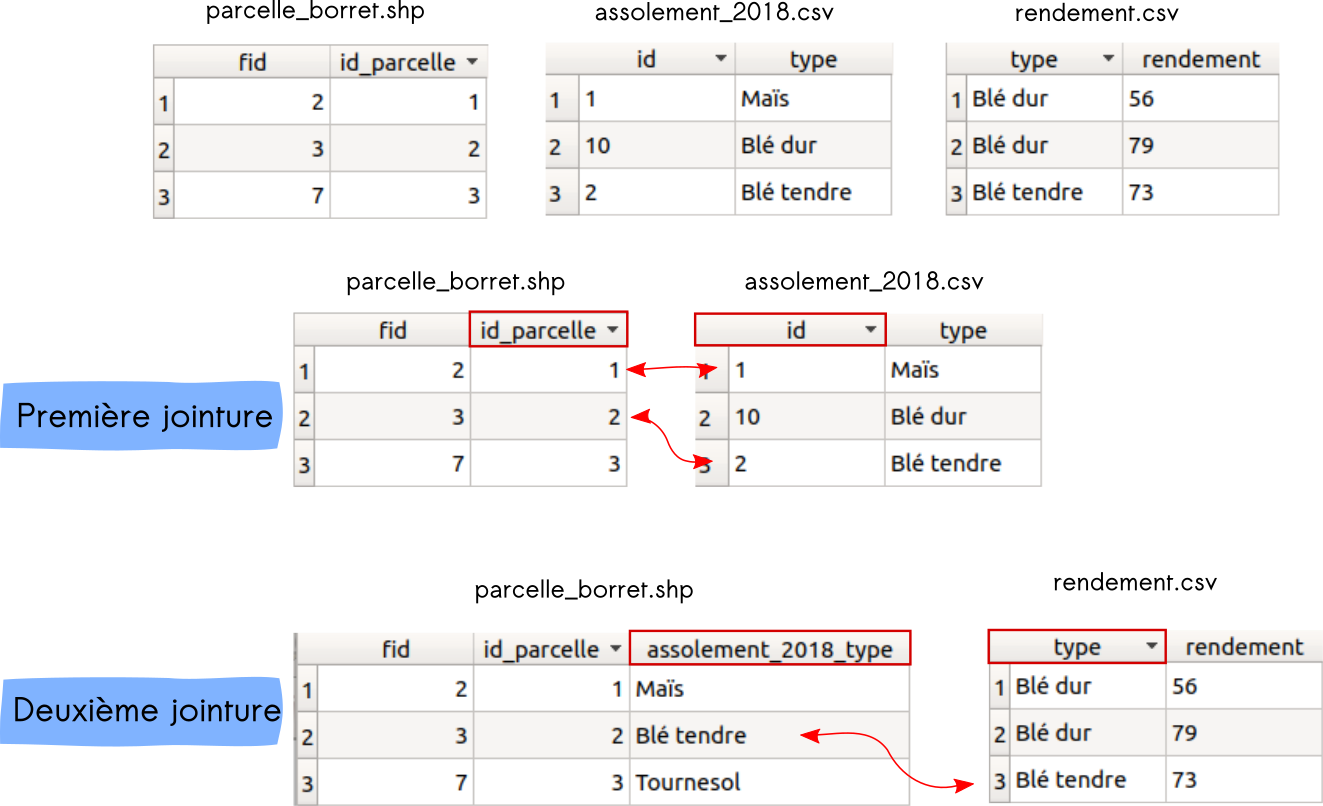 parcelle_borret.shp assolement_2018.csv rendement.csv
fid id_parcelle id type type rendement
1 2 1 1 1 Maïs 1 Blé dur 56
2 3 2 2 10 Blé dur 2 Blé dur 79
3 7 3 3 2 Blé tendre 3 Blé tendre 73
parcelle_borret.shp assolement_2018.csv
fid id_parcelle id type
1 2 1 1 1 Maïs
Première jointure 2 3 2 2 10 Blé dur
3 7 3 3 2 Blé tendre
parcelle_borret.shp rendement.csv
fid id_parcelle assolement_2018_type type rendement
1 2 1 Maïs 1 Blé dur 56
Deuxième jointure 2 3 2 Blé tendre 2 Blé dur 79
3 7 3 Tournesol 3 Blé tendre 73